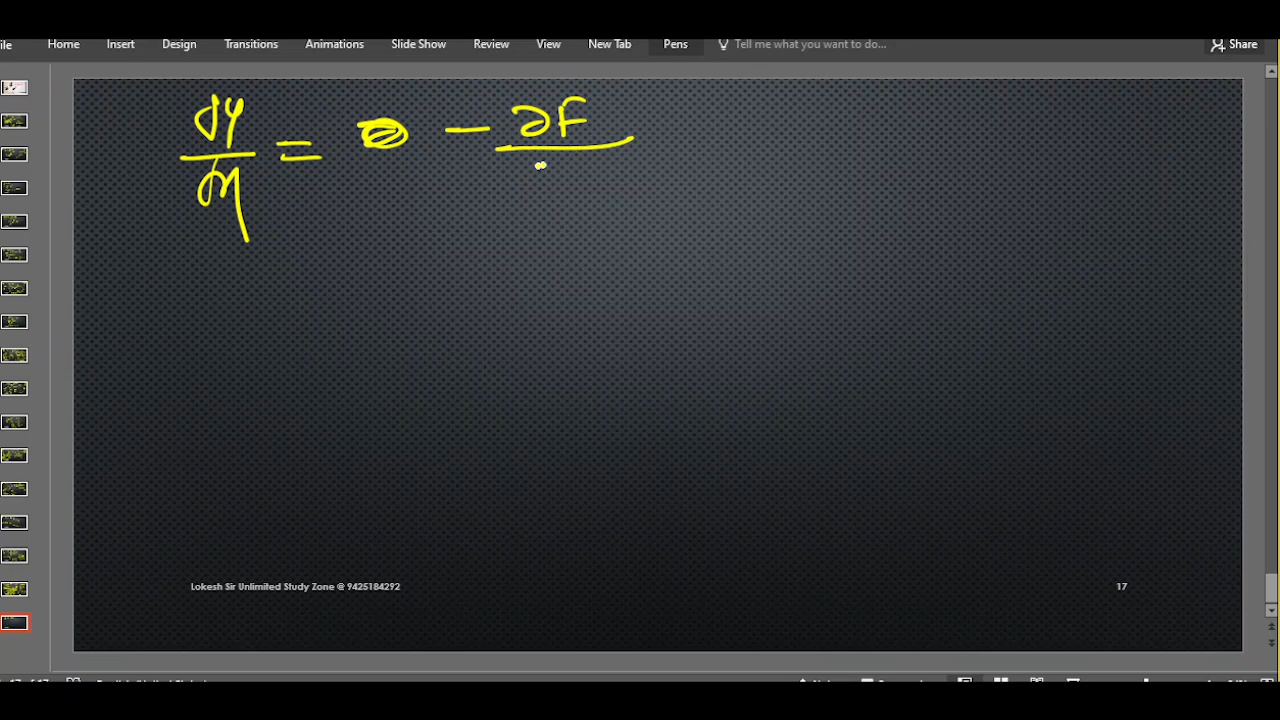 File Home Insert Design Transitions Animations Slide Show Review View New Tab Pens Tell me what you want to do... Share
dy/dx = - ∂F
Lokesh Sir Unlimited Study Zone @ 9425184292
17